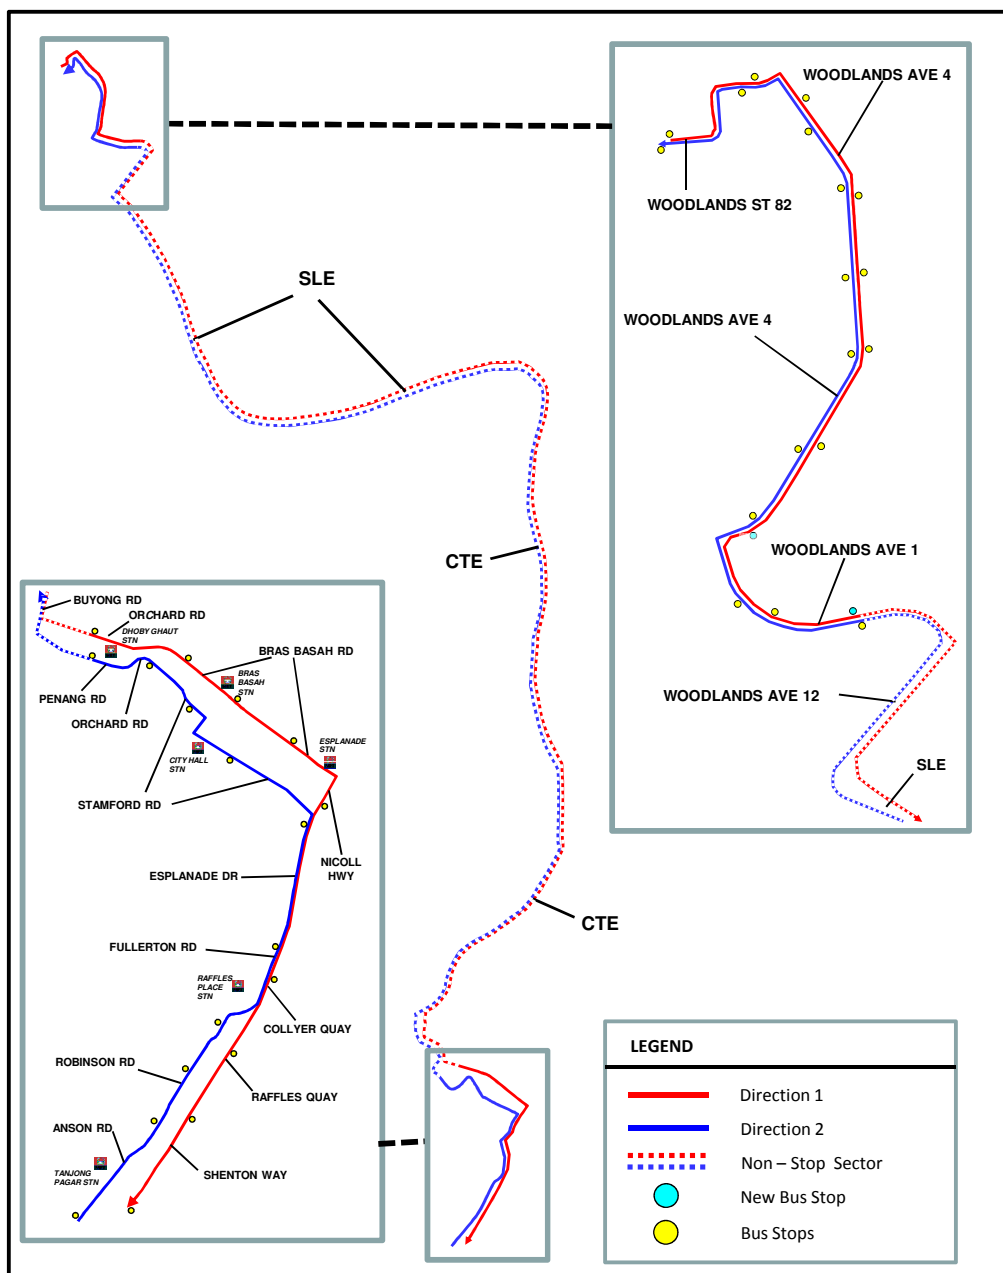 WOODLANDS AVE 4
WOODLANDS ST 82
SLE
WOODLANDS AVE 4
CTE
WOODLANDS AVE 1
BUYONG RD
ORCHARD RD
DHOBY GHAUT
STN
BRAS BASAH RD
BRAS
BASAH
STN
PENANG RD
ORCHARD RD
WOODLANDS AVE 12
ESPLANADE
STN
CITY HALL
STN
SLE
STAMFORD RD
NICOLL
HWY
ESPLANADE DR
CTE
FULLERTON RD
RAFFLES
PLACE
STN
COLLYER QUAY
ROBINSON RD
RAFFLES QUAY
ANSON RD
TANJONG
PAGAR STN
SHENTON WAY
LEGEND
Direction 1
Direction 2
Non – Stop Sector
New Bus Stop
Bus Stops